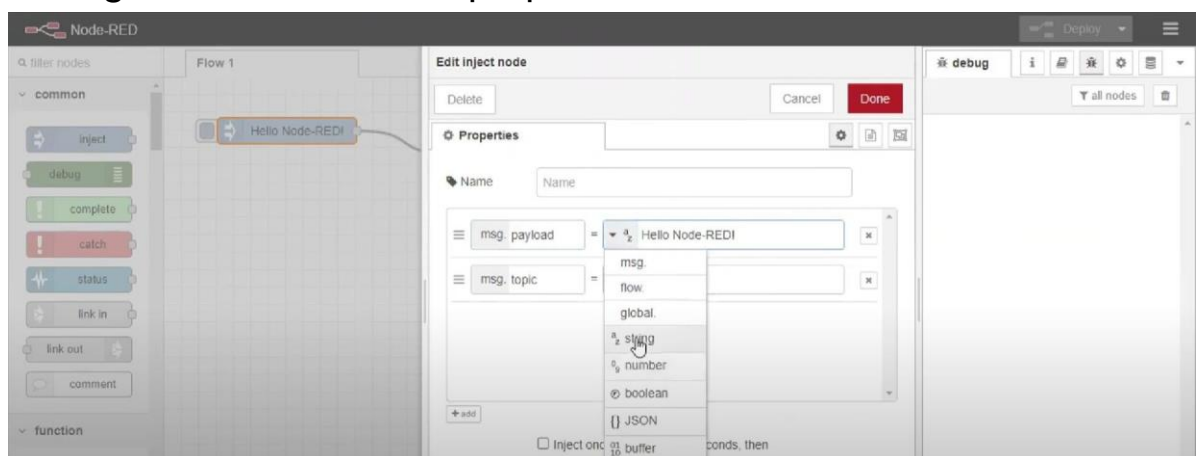 Node-RED
Deploy
filter nodes
Flow 1
Edit inject node
debug
i
common
Delete
Cancel
Done
all nodes
inject
Hello Node-RED!
Properties
debug
Name
Name
complete
msg. payload
=
Hello Node-RED!
catch
msg.
status
msg. topic
=
flow.
link in
global.
link out
string
number
comment
boolean
+ add
{} JSON
function
Inject onc
buffer
conds, then